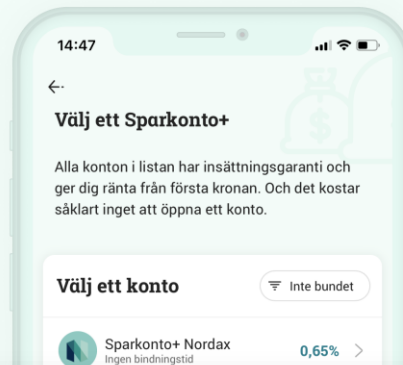 14:47
Välj ett Sparkonto+
Alla konton i listan har insättningsgaranti och
ger dig ränta från första kronan. Och det kostar
såklart inget att öppna ett konto.
Välj ett konto
Inte bundet
Sparkonto+ Nordax
Ingen bindningstid
0,65%